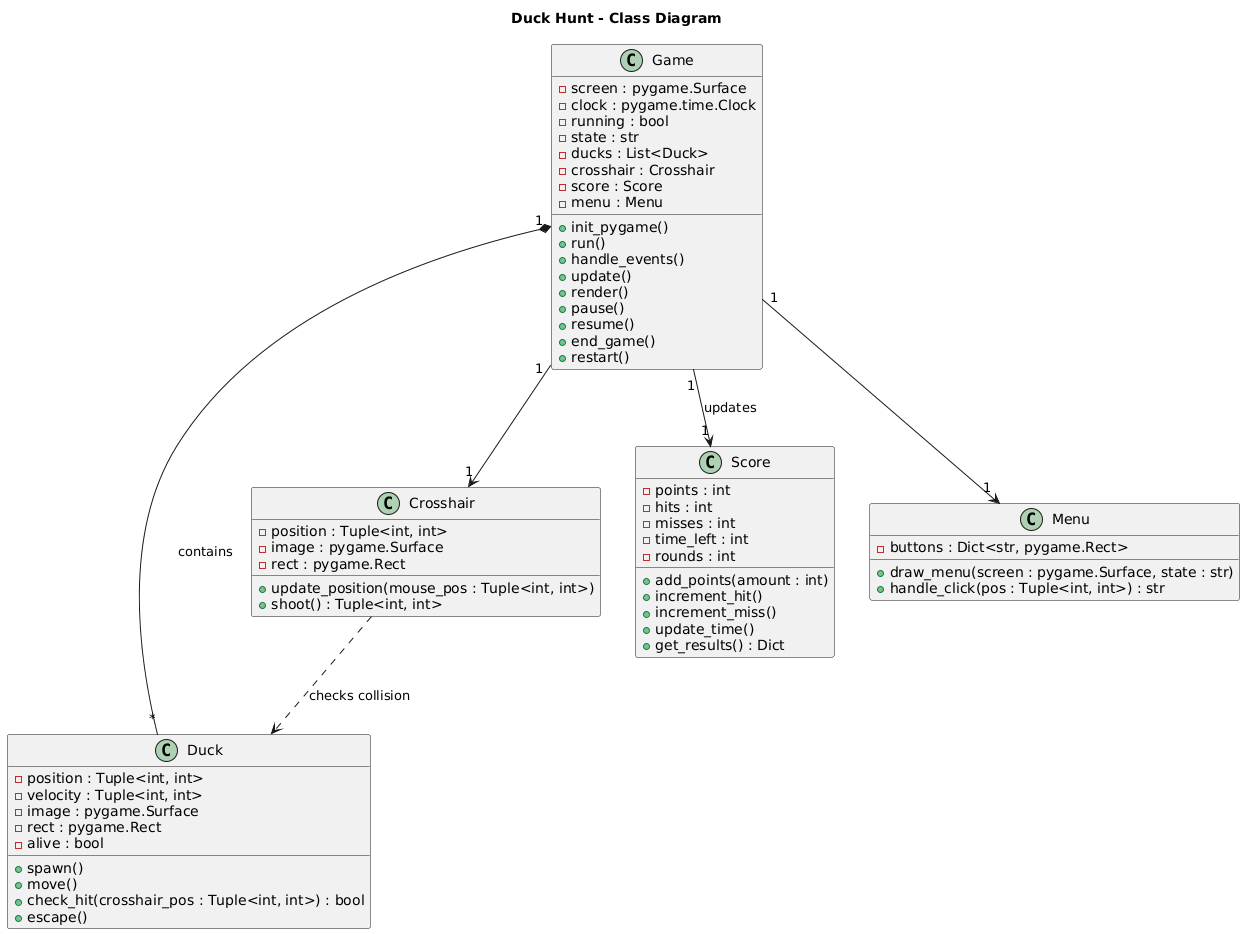 Duck Hunt - Class Diagram
C Game
screen : pygame.Surface
clock : pygame.time.Clock
running : bool
state : str
ducks : List<Duck>
crosshair : Crosshair
score : Score
menu : Menu
init_pygame()
run()
handle_events()
update()
render()
pause()
resume()
end_game()
restart()
1
1
1
1
updates
1
1
1
contains
*
C Crosshair
position : Tuple<int, int>
image : pygame.Surface
rect : pygame.Rect
update_position(mouse_pos : Tuple<int, int>)
shoot() : Tuple<int, int>
C Score
points : int
hits : int
misses : int
time_left : int
rounds : int
add_points(amount : int)
increment_hit()
increment_miss()
update_time()
get_results() : Dict
C Menu
buttons : Dict<str, pygame.Rect>
draw_menu(screen : pygame.Surface, state : str)
handle_click(pos : Tuple<int, int>) : str
checks collision
C Duck
position : Tuple<int, int>
velocity : Tuple<int, int>
image : pygame.Surface
rect : pygame.Rect
alive : bool
spawn()
move()
check_hit(crosshair_pos : Tuple<int, int>) : bool
escape()